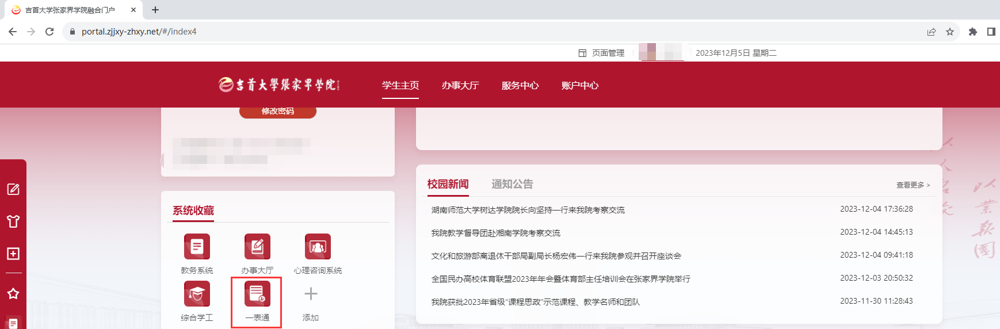 吉首大学张家界学院融合门户
portal.zjjxy-zhxy.net/#/index4
页面管理
2023年12月5日 星期二
吉首大學張家界學院
学生主页 办事大厅 服务中心 账户中心
修改密码
系统收藏
教务系统 办事大厅 心理咨询系统
综合学工 一表通 添加
校园新闻 通知公告 查看更多 >
湖南师范大学树达学院院长向坚持一行来我院考察交流 2023-12-04 17:36:28
我院教学督导团赴湘南学院考察交流 2023-12-04 14:45:13
文化和旅游部离退休干部局副局长杨宏伟一行来我院参观并召开座谈会 2023-12-04 09:41:18
全国民办高校体育联盟2023年年会暨体育部主任培训会在张家界学院举行 2023-12-03 20:50:32
我院获批2023年省级“课程思政”示范课程、教学名师和团队 2023-11-30 11:28:43
以業報國